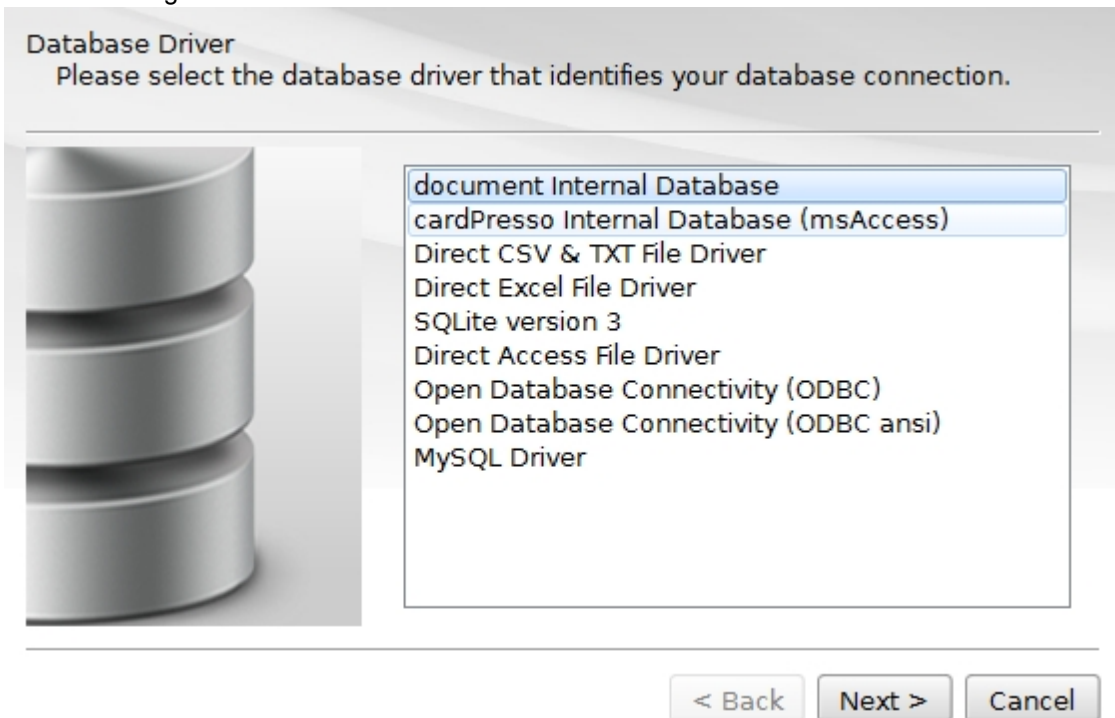 Database Driver
Please select the database driver that identifies your database connection.
document Internal Database
cardPresso Internal Database (msAccess)
Direct CSV & TXT File Driver
Direct Excel File Driver
SQLite version 3
Direct Access File Driver
Open Database Connectivity (ODBC)
Open Database Connectivity (ODBC ansi)
MySQL Driver
< Back Next > Cancel